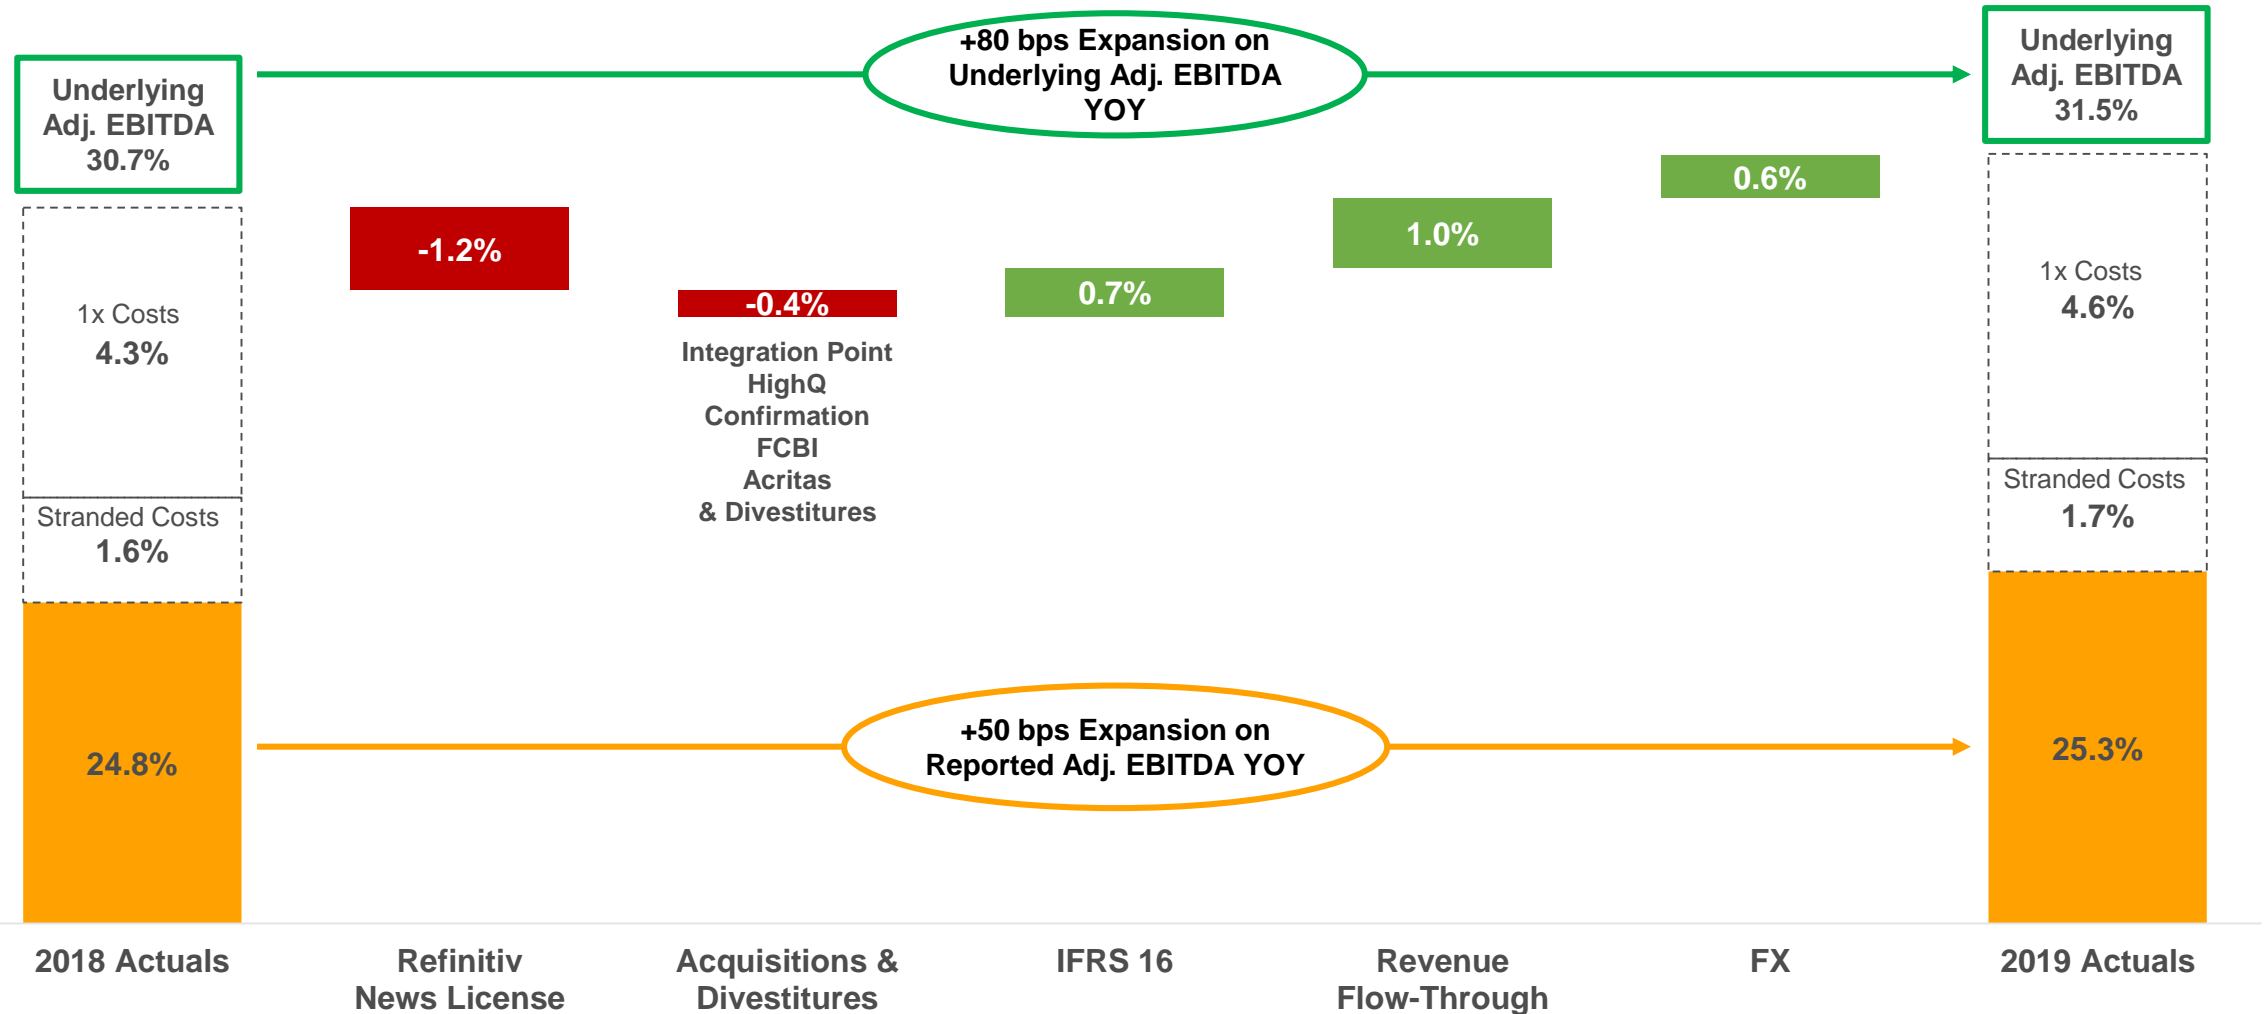 +80 bps Expansion on
Underlying Adj. EBITDA
YOY
Underlying
Adj. EBITDA
30.7%
Underlying
Adj. EBITDA
31.5%
1x Costs
4.3%
Stranded Costs
1.6%
24.8%
-1.2%
-0.4%
Integration Point
HighQ
Confirmation
FCBI
Acritas
& Divestitures
0.7%
1.0%
0.6%
1x Costs
4.6%
Stranded Costs
1.7%
25.3%
+50 bps Expansion on
Reported Adj. EBITDA YOY
2018 Actuals
Refinitiv
News License
Acquisitions &
Divestitures
IFRS 16
Revenue
Flow-Through
FX
2019 Actuals